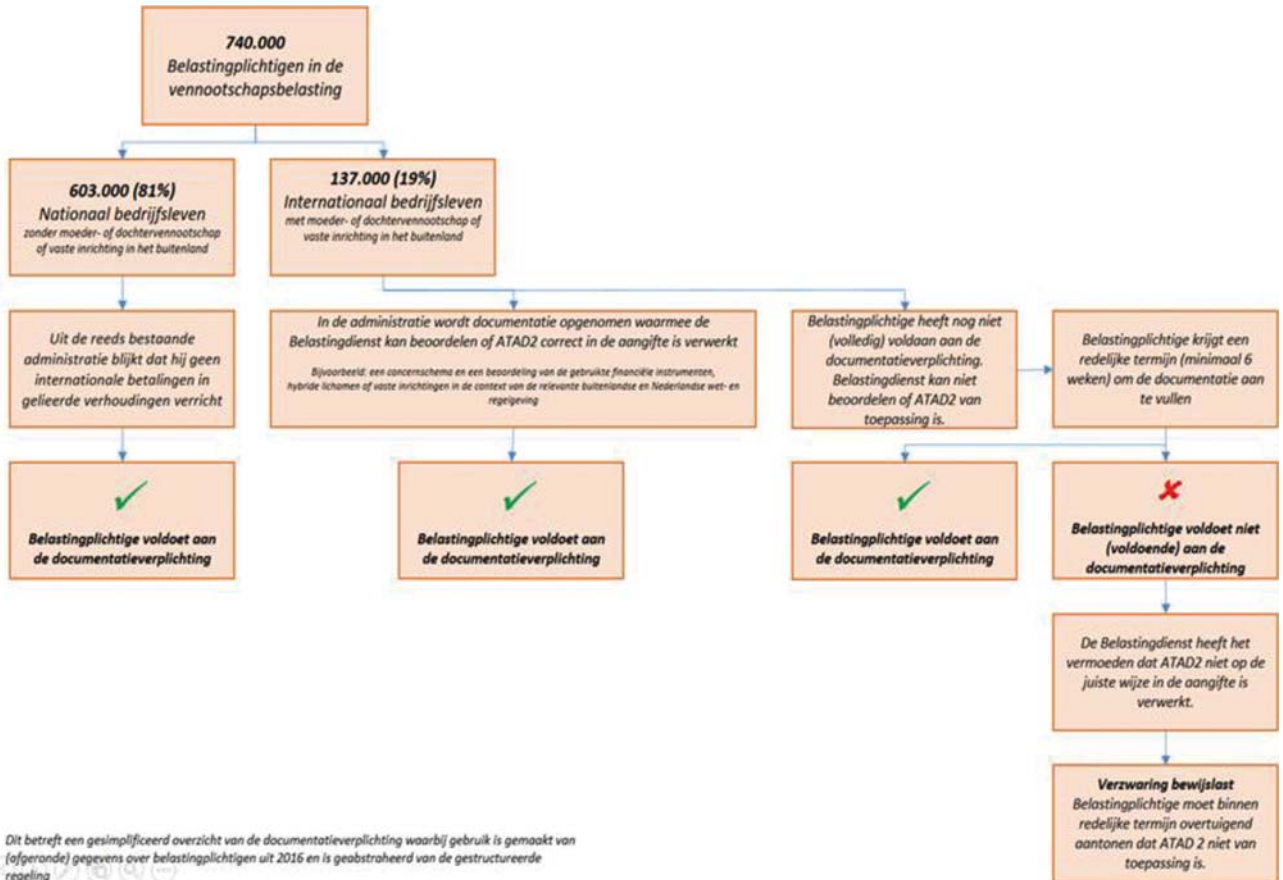 740.000
Belastingplichtigen in de
vennootschapsbelasting
603.000 (81%)
Nationaal bedrijfsleven
zonder moeder- of dochtervennootschap
of vaste inrichting in het buitenland
137.000 (19%)
Internationaal bedrijfsleven
met moeder- of dochtervennootschap of
vaste inrichting in het buitenland
Uit de reeds bestaande
administratie blijkt dat hij geen
internationale betalingen in
gelieerde verhoudingen verricht
In de administratie wordt documentatie opgenomen waarmee de
Belastingdienst kan beoordelen of ATAD2 correct in de aangifte is verwerkt
Bijvoorbeeld: een concernschema en een beoordeling van de gebruikte financiële instrumenten,
hybride lichamen of vaste inrichtingen in de context van de relevante buitenlandse en Nederlandse wet- en
regelgeving
Belastingplichtige heeft nog niet
(volledig) voldaan aan de
documentatieverplichting.
Belastingdienst kan niet
beoordelen of ATAD2 van
toepassing is.
Belastingplichtige krijgt een
redelijke termijn (minimaal 6
weken) om de documentatie aan
te vullen
Belastingplichtige voldoet aan
de documentatieverplichting
Belastingplichtige voldoet aan
de documentatieverplichting
Belastingplichtige voldoet aan
de documentatieverplichting
Belastingplichtige voldoet niet
(voldoende) aan de
documentatieverplichting
De Belastingdienst heeft het
vermoeden dat ATAD2 niet op de
juiste wijze in de aangifte is
verwerkt.
Verzwaring bewijslast
Belastingplichtige moet binnen
redelijke termijn overtuigend
aantonen dat ATAD 2 niet van
toepassing is.
Dit betreft een gesimplificeerd overzicht van de documentatieverplichting waarbij gebruik is gemaakt van
(afgeronde) gegevens over belastingplichtigen uit 2016 en is geabstraheerd van de gestructureerde
regeling